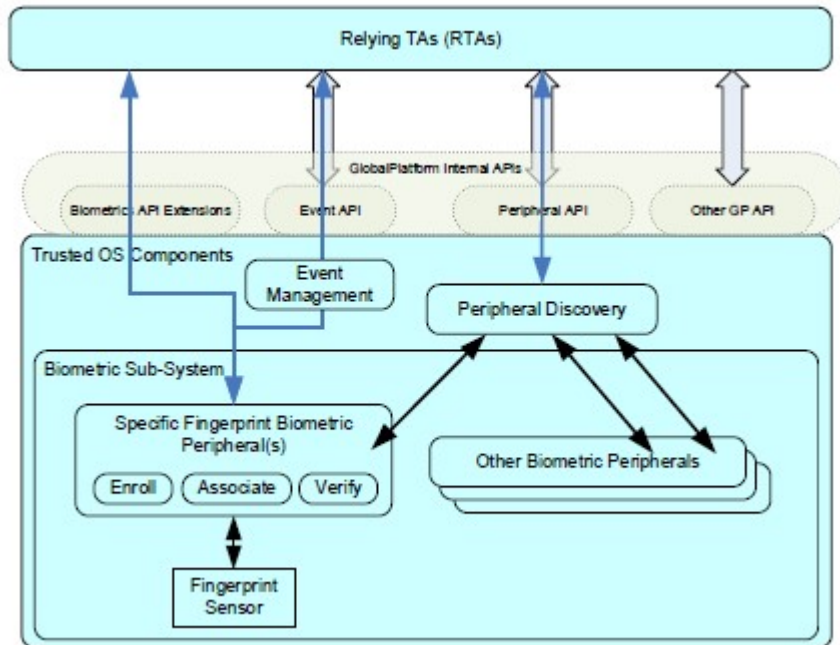 Relying TAs (RTAs)
GlobalPlatform Internal APIs
Biometrics API Extensions
Event API
Peripheral API
Other GP API
Trusted OS Components
Event
Management
Peripheral Discovery
Biometric Sub-System
Specific Fingerprint Biometric
Peripheral(s)
Other Biometric Peripherals
Enroll
Associate
Verify
Fingerprint
Sensor